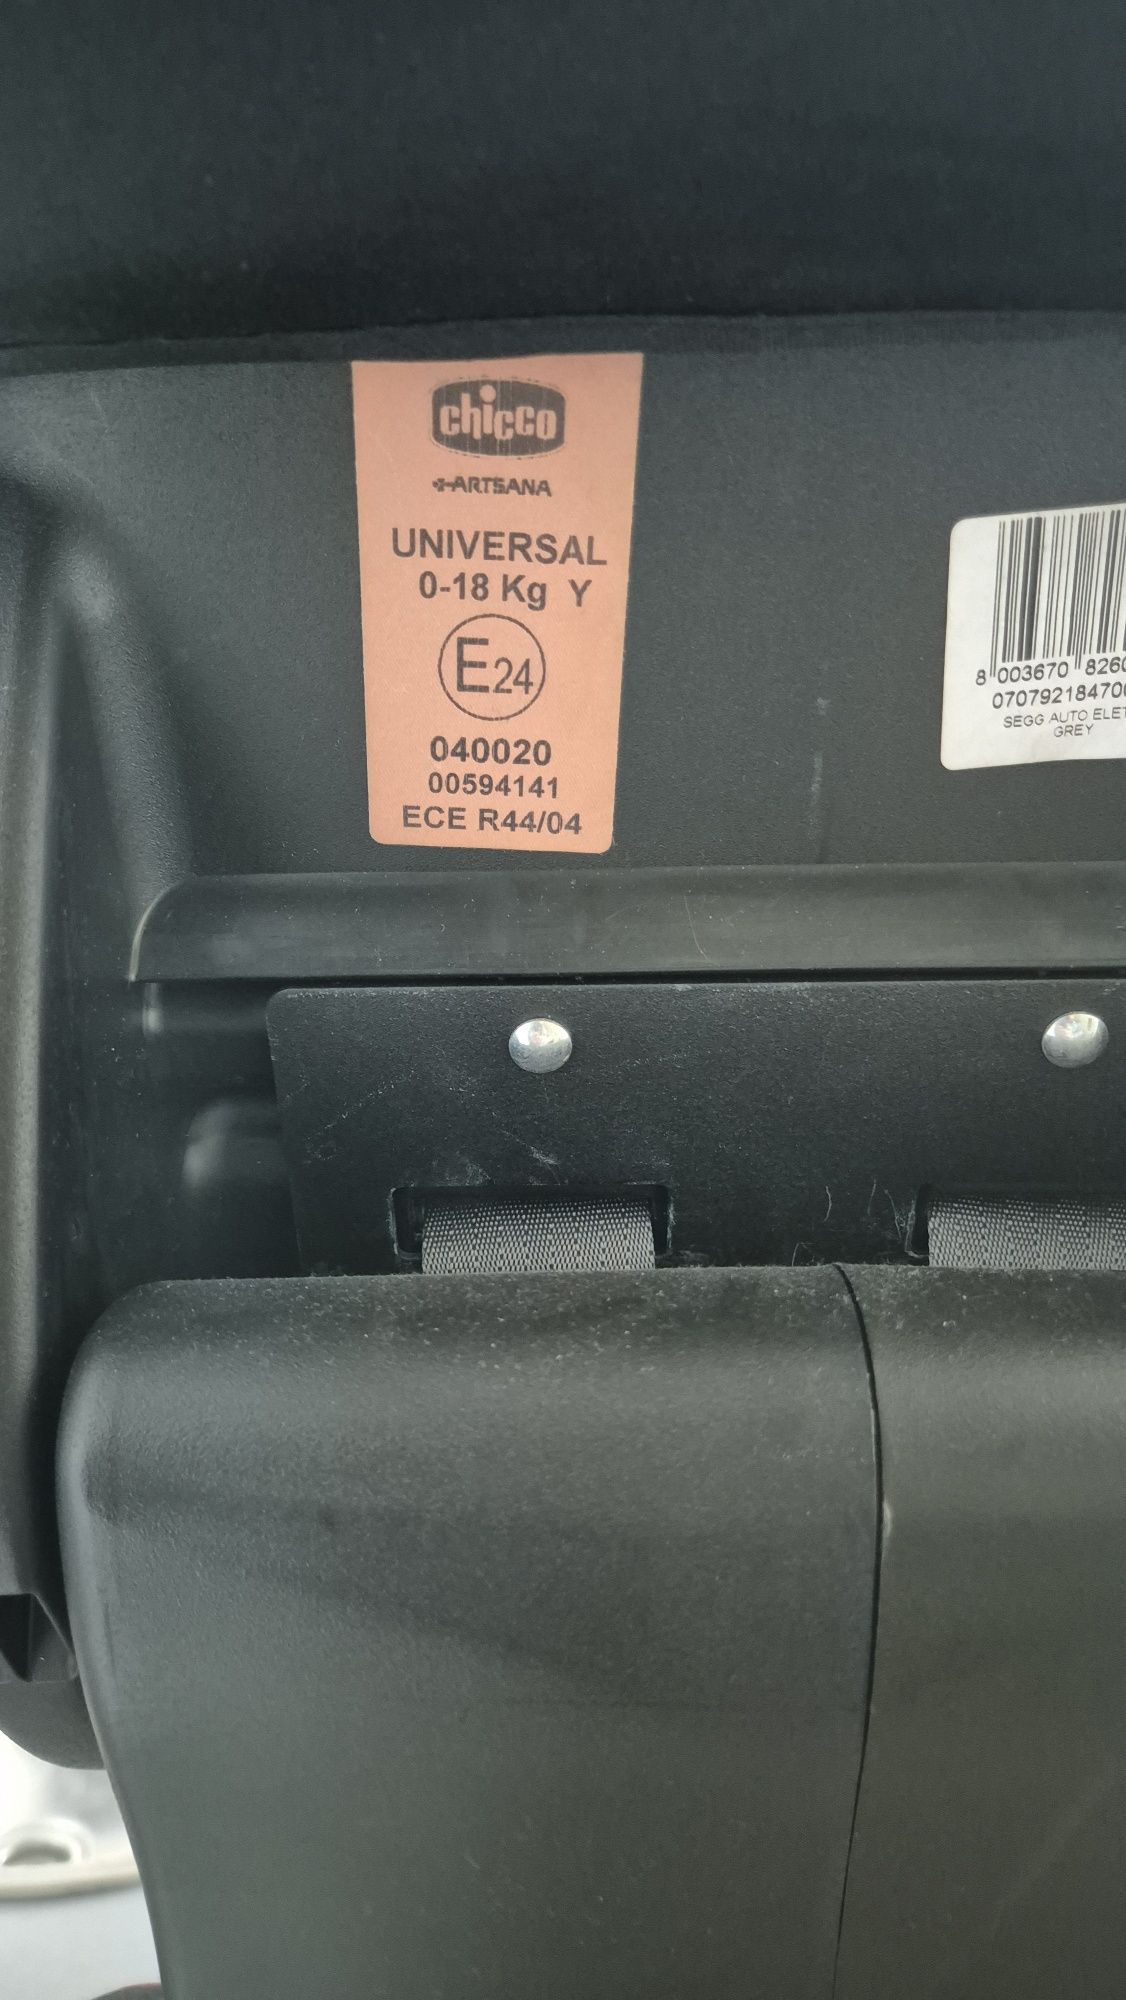 chicco
ARTSANA
UNIVERSAL
0-18 Kg Y
E24
040020
00594141
ECE R44/04
8 003670 8260
070792184700
SEGG AUTO ELET
GREY